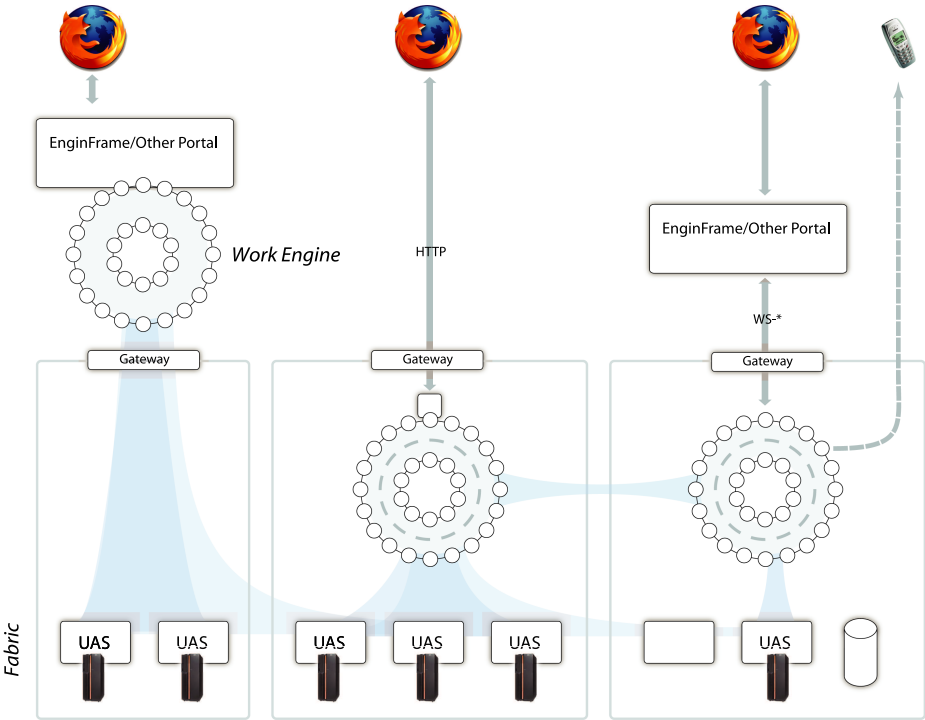 EnginFrame/Other Portal
Work Engine
HTTP
EnginFrame/Other Portal
WS-*
Gateway
Gateway
Gateway
UAS
UAS
UAS
UAS
UAS
UAS
Fabric